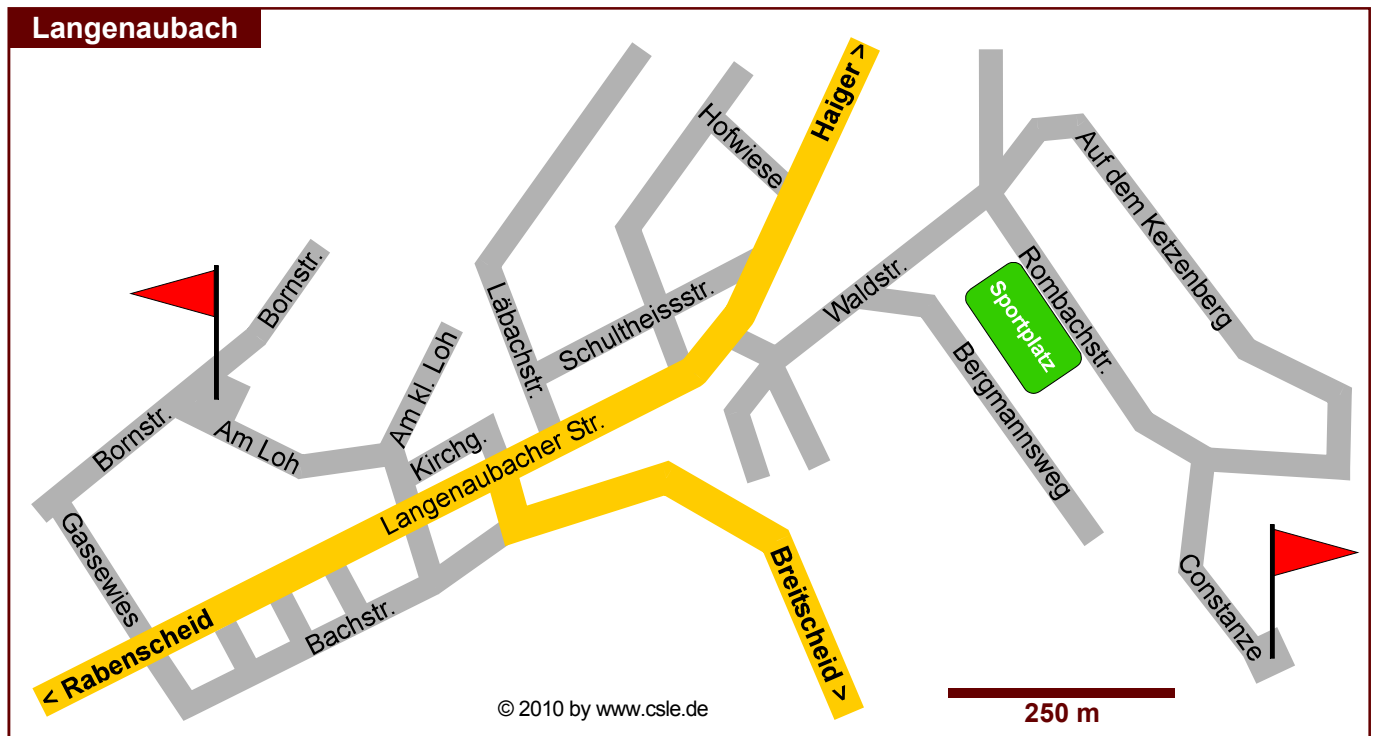 Langenaubach
Haiger >
Hofwiese
Auf dem Ketzenberg
Bornstr.
Läbachstr.
Schultheissstr.
Waldstr.
Rombachstr.
Sportplatz
Am kl. Loh
Bergmannsweg
Bornstr.
Am Loh
Kirchg.
Langenaubacher Str.
Gassewies
Bachstr.
< Rabenscheid
Breitscheid >
Constanze
© 2010 by www.csle.de
250 m